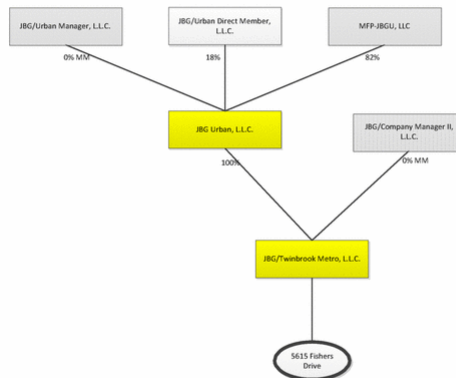 JBG/Urban Manager, L.L.C.
JBG/Urban Direct Member,
L.L.C.
MFP-JBGU, LLC
0% MM
18%
82%
JBG Urban, L.L.C.
JBG/Company Manager II,
L.L.C.
100%
0% MM
JBG/Twinbrook Metro, L.L.C.
5615 Fishers
Drive